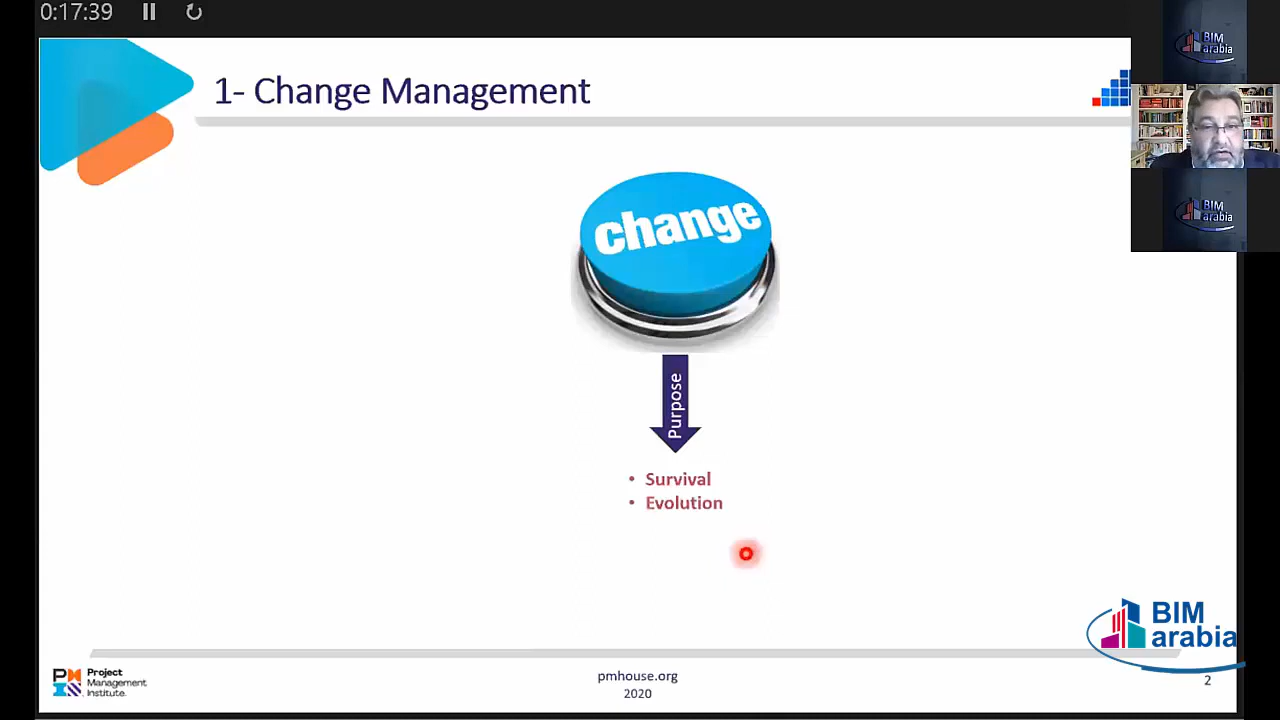 0:17:39
BIM
arabia
1- Change Management
change
Purpose
• Survival
• Evolution
BIM
arabia
BIM
arabia
Project
Management
Institute.
pmhouse.org
2020
2